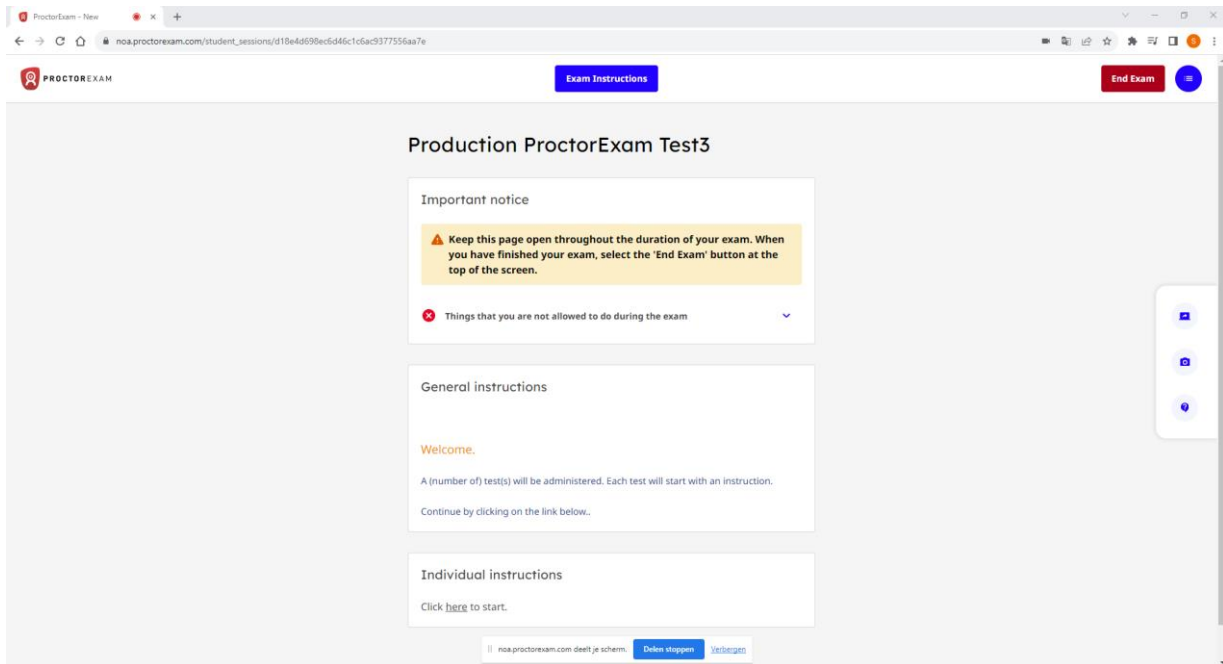 ProctorExam - New
noa.proctorexam.com/student_sessions/d18e4d698ec6d46c1c6ac9377556aa7e
S
PROCTOREXAM
Exam Instructions
End Exam
Production ProctorExam Test3
Important notice
Keep this page open throughout the duration of your exam. When
you have finished your exam, select the 'End Exam' button at the
top of the screen.
Things that you are not allowed to do during the exam
General instructions
Welcome.
A (number of) test(s) will be administered. Each test will start with an instruction.
Continue by clicking on the link below..
Individual instructions
Click here to start.
noa.proctorexam.com deelt je scherm. Delen stoppen Verbergen